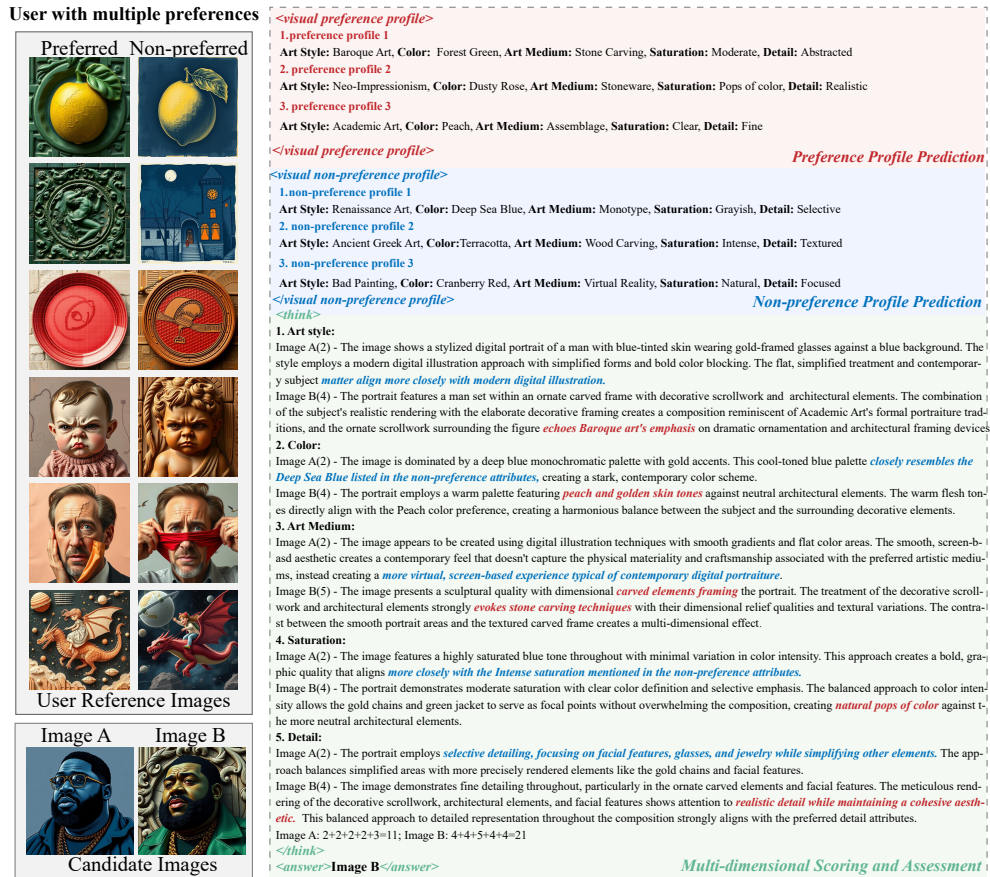 User with multiple preferences
Preferred Non-preferred
User Reference Images
Image A Image B
Candidate Images
<visual preference profile>
1.preference profile 1
Art Style: Baroque Art, Color: Forest Green, Art Medium: Stone Carving, Saturation: Moderate, Detail: Abstracted
2. preference profile 2
Art Style: Neo-Impressionism, Color: Dusty Rose, Art Medium: Stoneware, Saturation: Pops of color, Detail: Realistic
3. preference profile 3
Art Style: Academic Art, Color: Peach, Art Medium: Assemblage, Saturation: Clear, Detail: Fine
</visual preference profile>
Preference Profile Prediction
<visual non-preference profile>
1.non-preference profile 1
Art Style: Renaissance Art, Color: Deep Sea Blue, Art Medium: Monotype, Saturation: Grayish, Detail: Selective
2. non-preference profile 2
Art Style: Ancient Greek Art, Color:Terracotta, Art Medium: Wood Carving, Saturation: Intense, Detail: Textured
3. non-preference profile 3
Art Style: Bad Painting, Color: Cranberry Red, Art Medium: Virtual Reality, Saturation: Natural, Detail: Focused
</visual non-preference profile>
Non-preference Profile Prediction
<think>
1. Art style:
Image A(2) - The image shows a stylized digital portrait of a man with blue-tinted skin wearing gold-framed glasses against a blue background. The
style employs a modern digital illustration approach with simplified forms and bold color blocking. The flat, simplified treatment and contemporar-
y subject matter align more closely with modern digital illustration.
Image B(4) - The portrait features a man set within an ornate carved frame with decorative scrollwork and architectural elements. The combination
of the subject's realistic rendering with the elaborate decorative framing creates a composition reminiscent of Academic Art's formal portraiture trad-
itions, and the ornate scrollwork surrounding the figure echoes Baroque art's emphasis on dramatic ornamentation and architectural framing devices
2. Color:
Image A(2) - The image is dominated by a deep blue monochromatic palette with gold accents. This cool-toned blue palette closely resembles the
Deep Sea Blue listed in the non-preference attributes, creating a stark, contemporary color scheme.
Image B(4) - The portrait employs a warm palette featuring peach and golden skin tones against neutral architectural elements. The warm flesh ton-
es directly align with the Peach color preference, creating a harmonious balance between the subject and the surrounding decorative elements.
3. Art Medium:
Image A(2) - The image appears to be created using digital illustration techniques with smooth gradients and flat color areas. The smooth, screen-b-
asd aesthetic creates a contemporary feel that doesn't capture the physical materiality and craftsmanship associated with the preferred artistic mediu-
ms, instead creating a more virtual, screen-based experience typical of contemporary digital portraiture.
Image B(5) - The image presents a sculptural quality with dimensional carved elements framing the portrait. The treatment of the decorative scroll-
work and architectural elements strongly evokes stone carving techniques with their dimensional relief qualities and textural variations. The contra-
st between the smooth portrait areas and the textured carved frame creates a multi-dimensional effect.
4. Saturation:
Image A(2) - The image features a highly saturated blue tone throughout with minimal variation in color intensity. This approach creates a bold, gra-
phic quality that aligns more closely with the Intense saturation mentioned in the non-preference attributes.
Image B(4) - The portrait demonstrates moderate saturation with clear color definition and selective emphasis. The balanced approach to color inten-
sity allows the gold chains and green jacket to serve as focal points without overwhelming the composition, creating natural pops of color against t-
he more neutral architectural elements.
5. Detail:
Image A(2) - The portrait employs selective detailing, focusing on facial features, glasses, and jewelry while simplifying other elements. The app-
roach balances simplified areas with more precisely rendered elements like the gold chains and facial features.
Image B(4) - The image demonstrates fine detailing throughout, particularly in the ornate carved elements and facial features. The meticulous rend-
ering of the decorative scrollwork, architectural elements, and facial features shows attention to realistic detail while maintaining a cohesive aesth-
etic. This balanced approach to detailed representation throughout the composition strongly aligns with the preferred detail attributes.
Image A: 2+2+2+2+3=11; Image B: 4+4+5+4+4=21
</think>
<answer>Image B</answer>
Multi-dimensional Scoring and Assessment